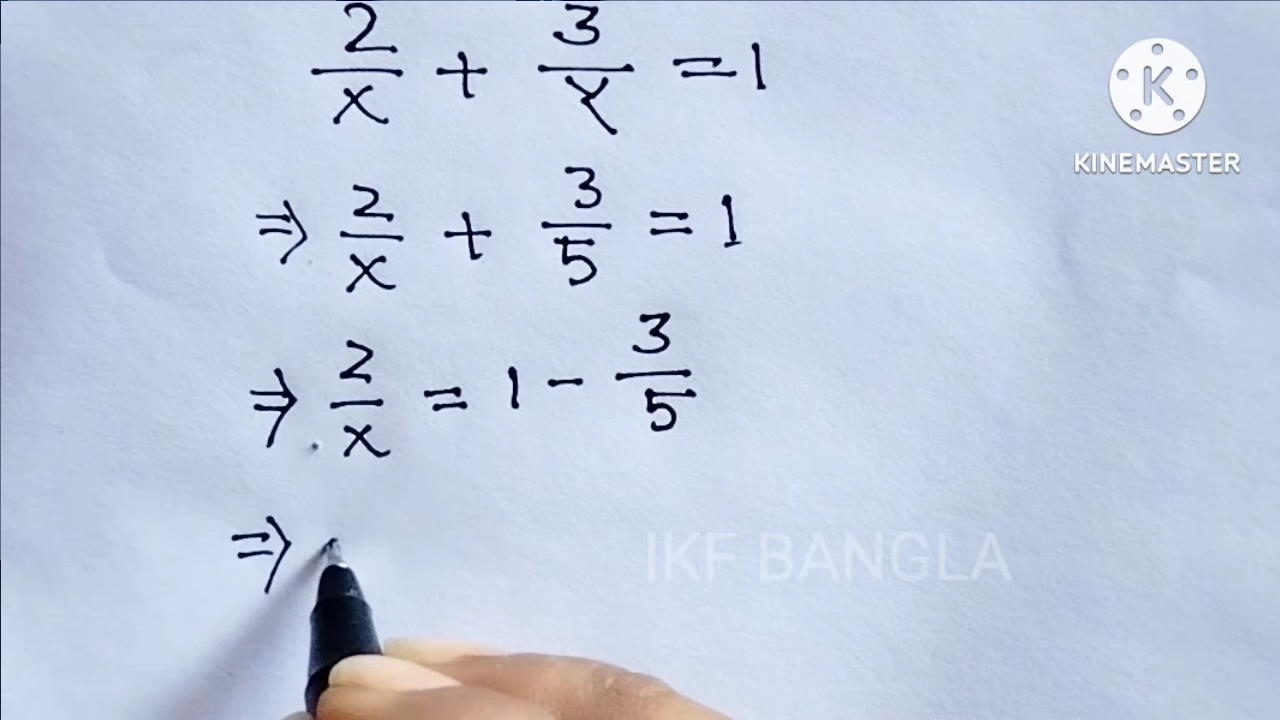 2/x + 3/y = 1
K
KINEMASTER
⇒ 2/x + 3/5 = 1
⇒ 2/x = 1 - 3/5
⇒
IKF BANGLA